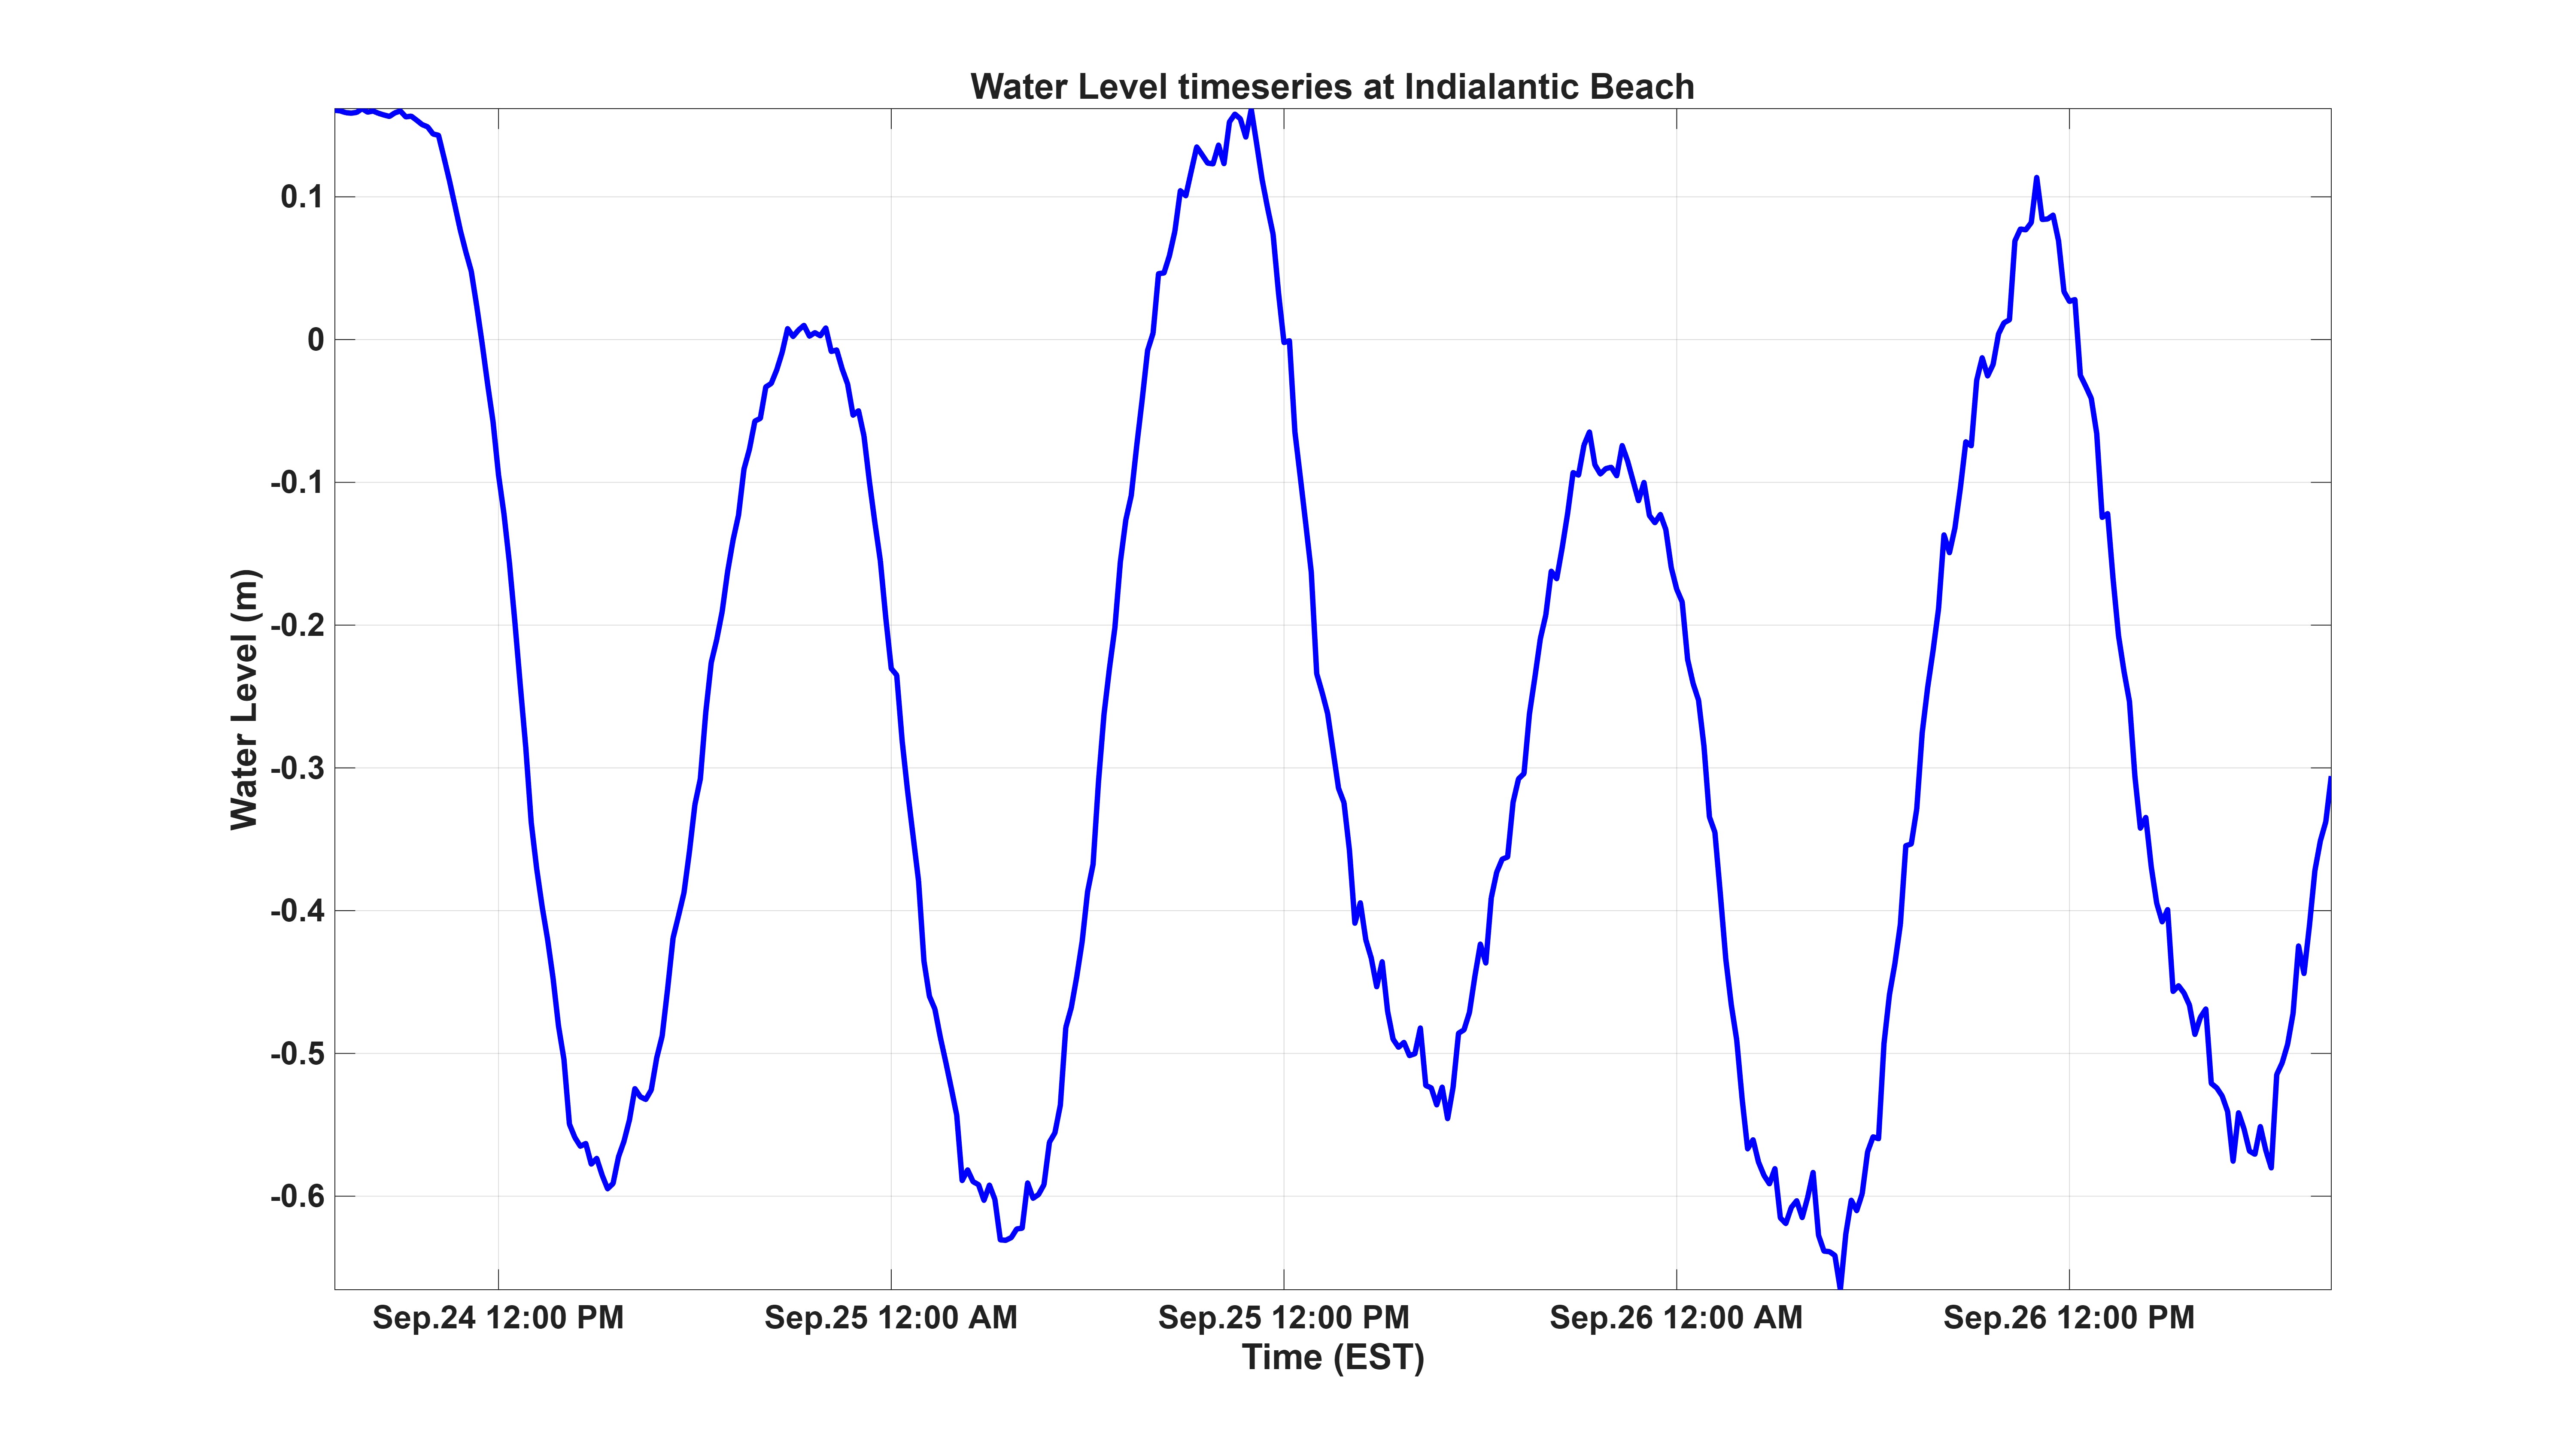 Water Level timeseries at Indialantic Beach
0.1
0
-0.1
-0.2
-0.3
-0.4
-0.5
-0.6
Water Level (m)
Sep.24 12:00 PM
Sep.25 12:00 AM
Sep.25 12:00 PM
Sep.26 12:00 AM
Sep.26 12:00 PM
Time (EST)